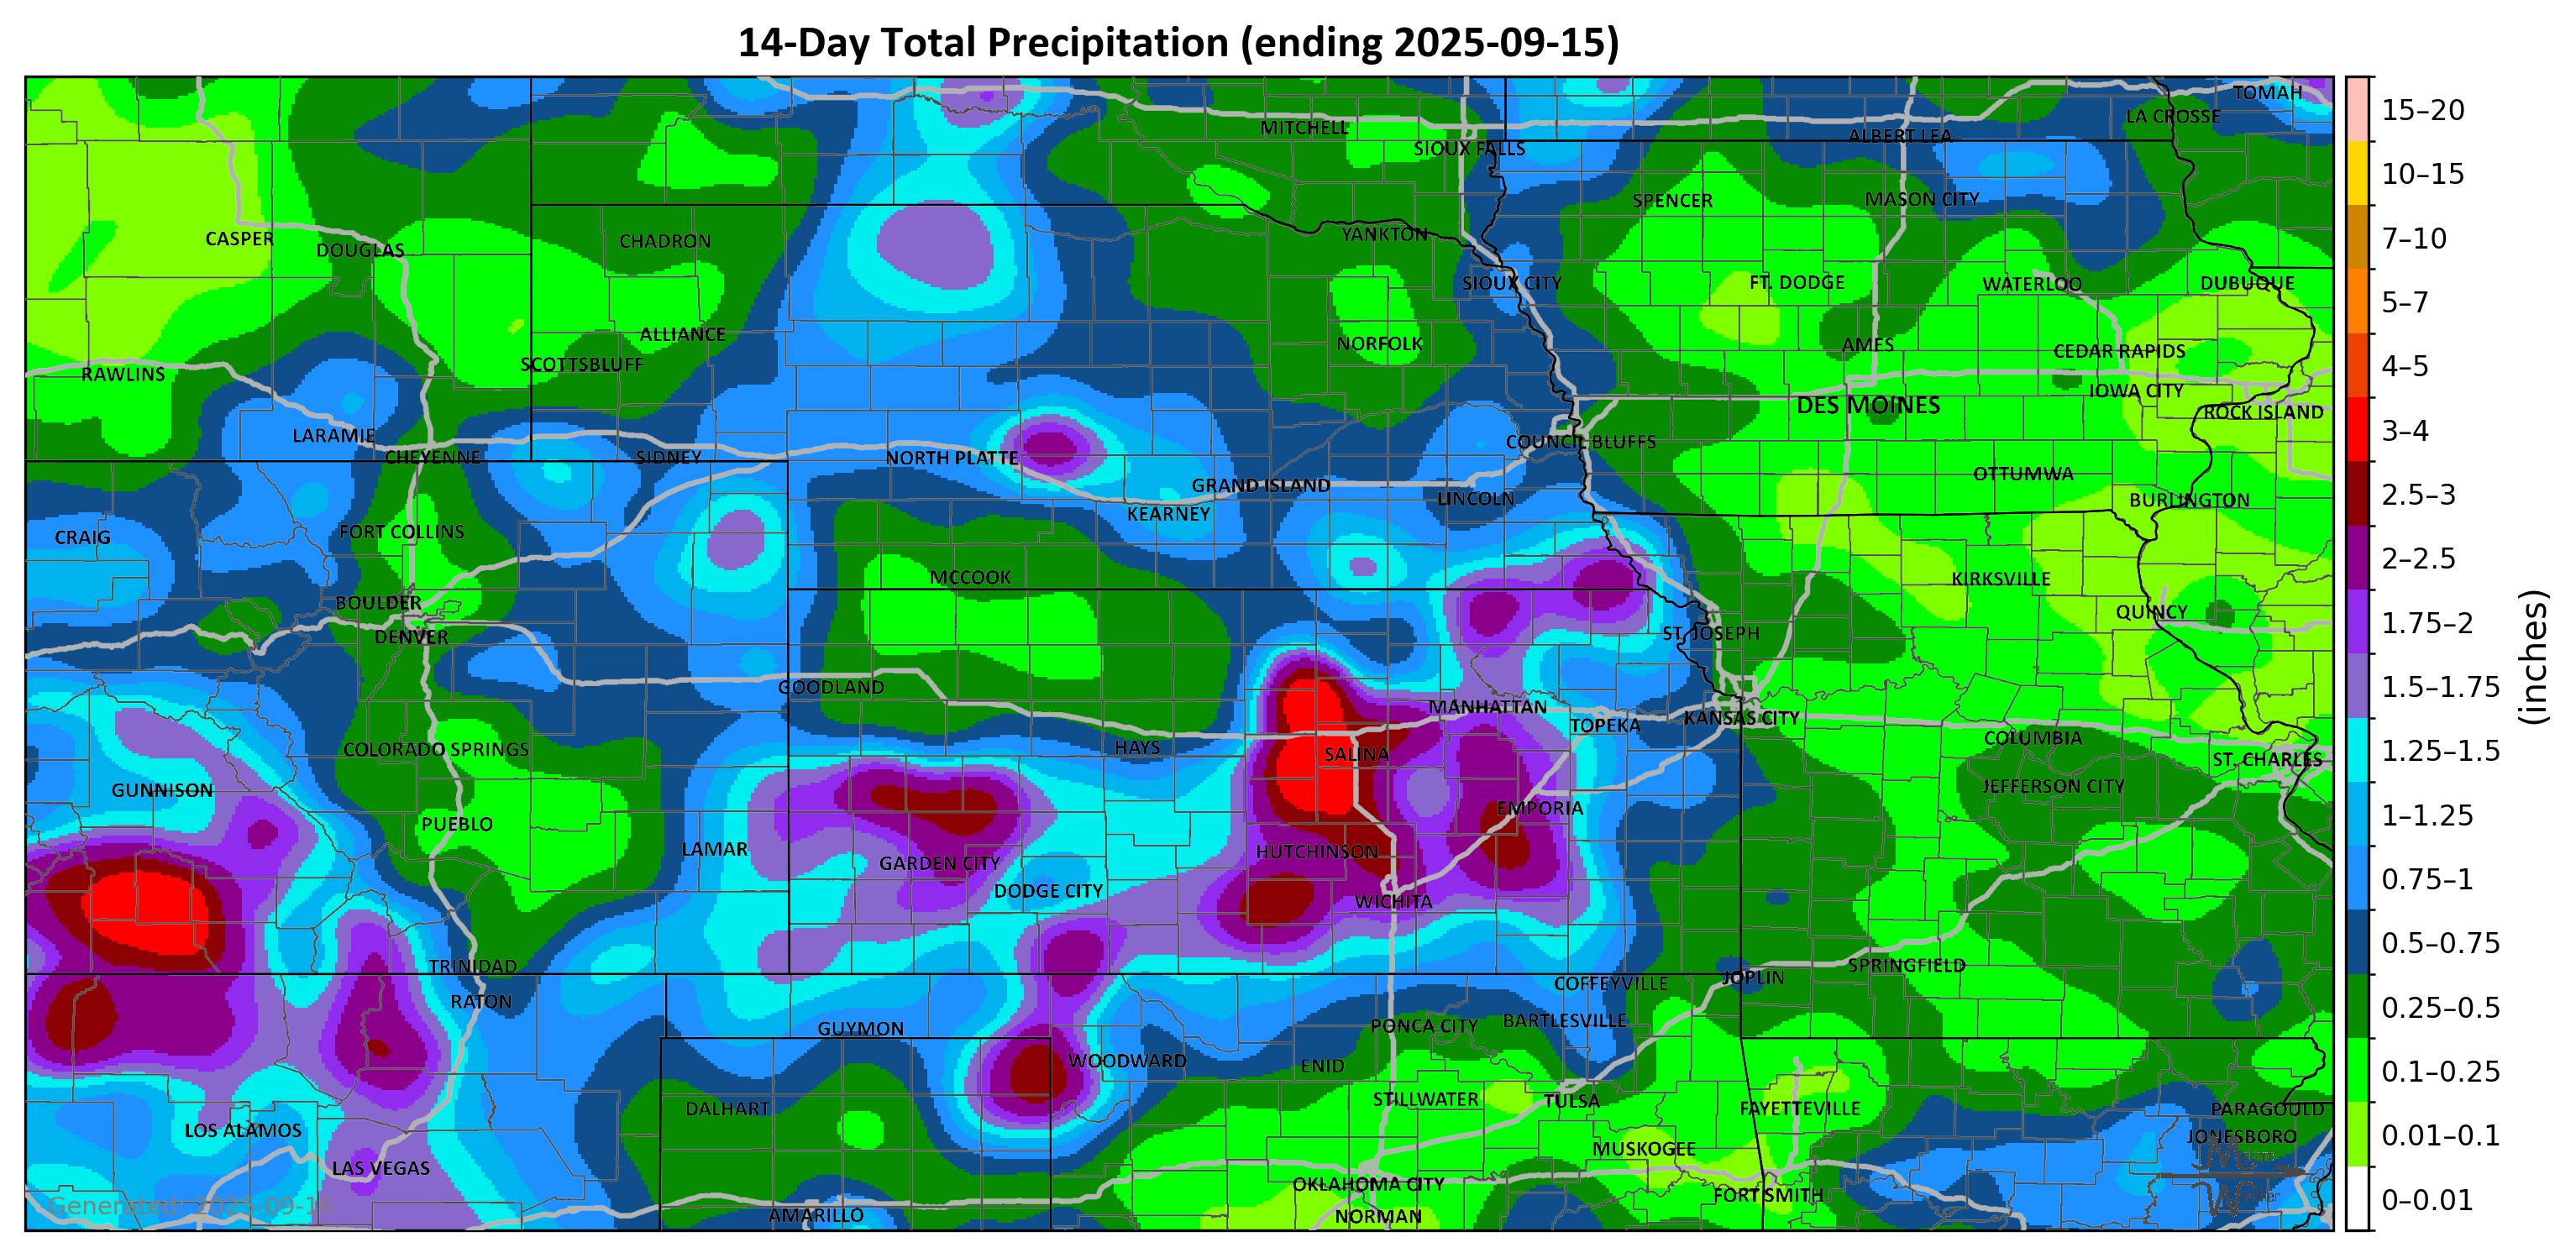 14-Day Total Precipitation (ending 2025-09-15)
TOMAH
LA CROSSE
MITCHELL
ALBERT LEA
SIOUX FALLS
SPENCER
MASON CITY
CASPER
DOUGLAS
CHADRON
YANKTON
SIOUX CITY
FT. DODGE
WATERLOO
DUBUQUE
ALLIANCE
NORFOLK
AMES
CEDAR RAPIDS
SCOTTSBLUFF
RAWLINS
IOWA CITY
DES MOINES
ROCK ISLAND
LARAMIE
COUNCIL BLUFFS
CHEYENNE
SIDNEY
NORTH PLATTE
OTTUMWA
GRAND ISLAND
LINCOLN
BURLINGTON
KEARNEY
CRAIG
FORT COLLINS
MCCOOK
KIRKSVILLE
BOULDER
QUINCY
DENVER
ST. JOSEPH
GOODLAND
MANHATTAN
TOPEKA
KANSAS CITY
COLORADO SPRINGS
HAYS
SALINA
COLUMBIA
ST. CHARLES
GUNNISON
JEFFERSON CITY
EMPORIA
PUEBLO
LAMAR
GARDEN CITY
HUTCHINSON
DODGE CITY
WICHITA
TRINIDAD
SPRINGFIELD
JOPLIN
COFFEYVILLE
RATON
GUYMON
PONCA CITY
BARTLESVILLE
WOODWARD
ENID
DALHART
STILLWATER
TULSA
FAYETTEVILLE
PARAGOULD
LOS ALAMOS
JONESBORO
MUSKOGEE
LAS VEGAS
OKLAHOMA CITY
FORT SMITH
AMARILLO
NORMAN
Generated: 2025-09-16
15–20
10–15
7–10
5–7
4–5
3–4
2.5–3
2–2.5
1.75–2
1.5–1.75
1.25–1.5
1–1.25
0.75–1
0.5–0.75
0.25–0.5
0.1–0.25
0.01–0.1
0–0.01
(inches)